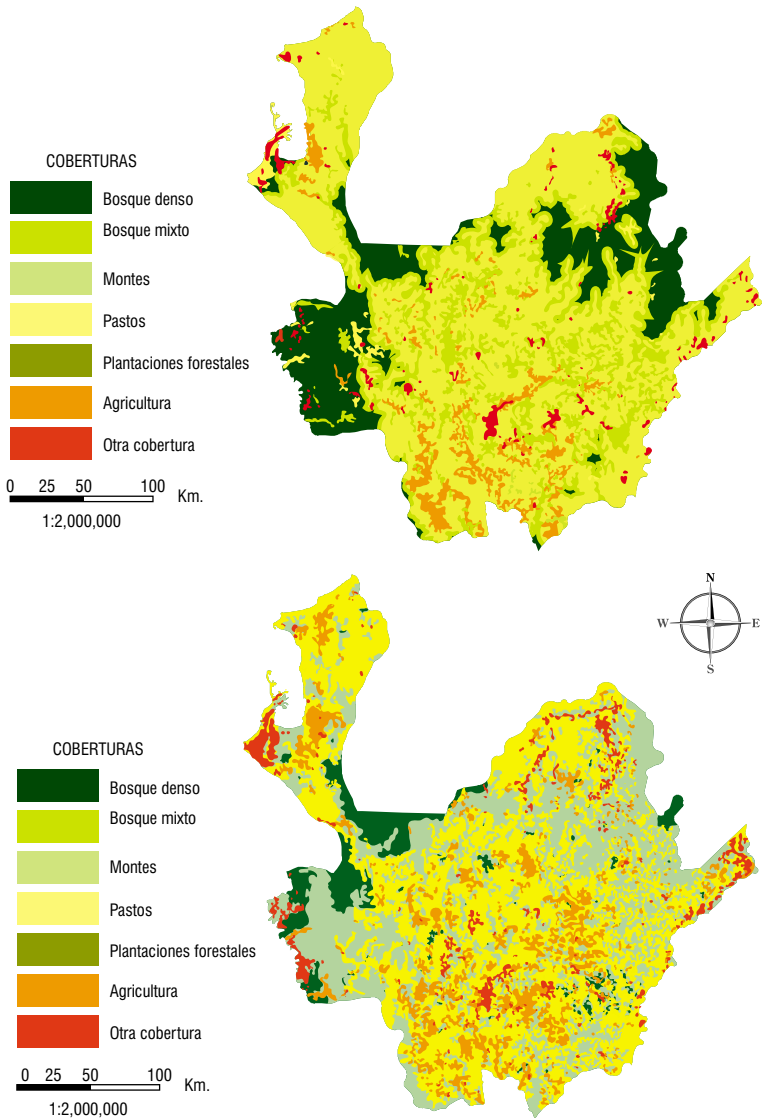 COBERTURAS
Bosque denso
Bosque mixto
Montes
Pastos
Plantaciones forestales
Agricultura
Otra cobertura
0 25 50 100 Km.
1:2,000,000
N
W E
S
COBERTURAS
Bosque denso
Bosque mixto
Montes
Pastos
Plantaciones forestales
Agricultura
Otra cobertura
0 25 50 100 Km.
1:2,000,000